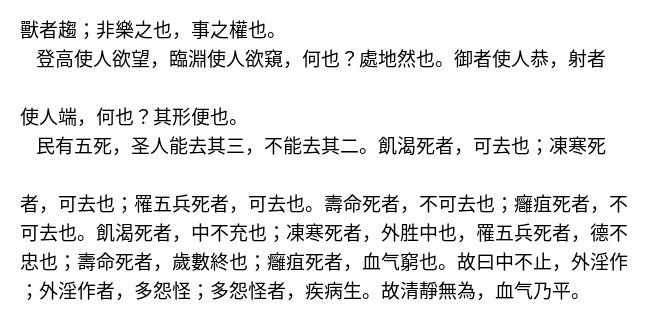 獸者趨；非樂之也，事之權也。
登高使人欲望，臨淵使人欲窺，何也？處地然也。御者使人恭，射者
使人端，何也？其形便也。
民有五死，圣人能去其三，不能去其二。飢渴死者，可去也；凍寒死
者，可去也；罹五兵死者，可去也。壽命死者，不可去也；癰疽死者，不
可去也。飢渴死者，中不充也；凍寒死者，外胜中也，罹五兵死者，德不
忠也；壽命死者，歲數終也；癰疽死者，血气窮也。故曰中不止，外淫作
；外淫作者，多怨怪；多怨怪者，疾病生。故清靜無為，血气乃平。